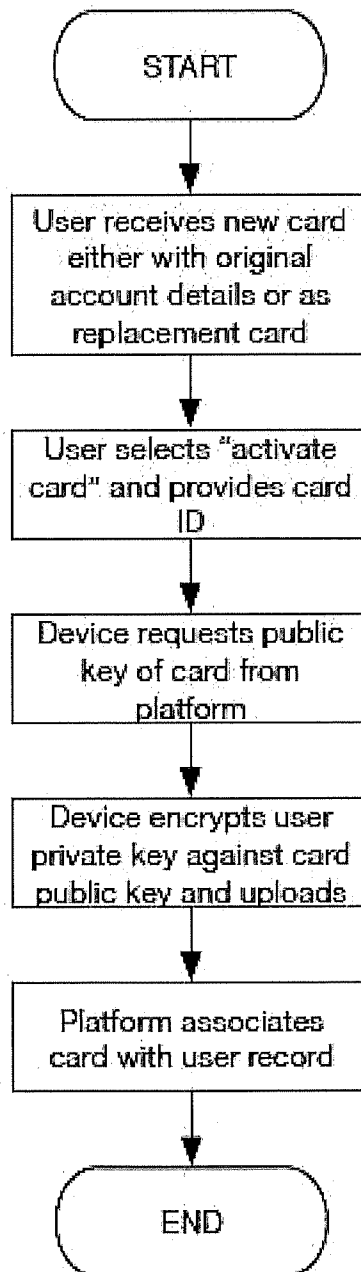 START
User receives new card
either with original
account details or as
replacement card
User selects "activate
card" and provides card
ID
Device requests public
key of card from
platform
Device encrypts user
private key against card
public key and uploads
Platform associates
card with user record
END